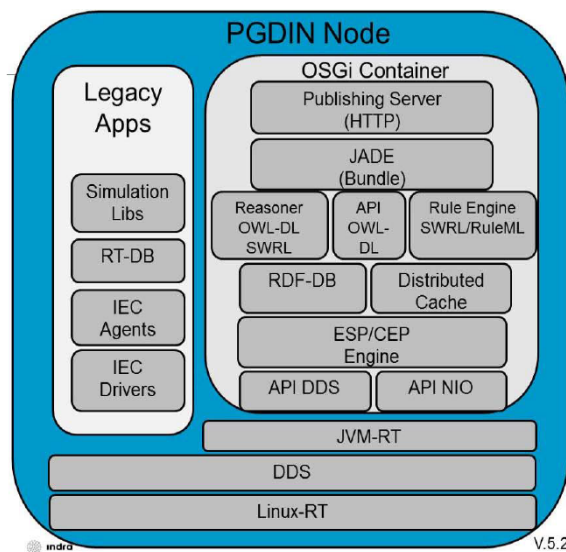 PGDIN Node
Legacy
Apps
Simulation
Libs
RT-DB
IEC
Agents
IEC
Drivers
OSGi Container
Publishing Server
(HTTP)
JADE
(Bundle)
Reasoner
OWL-DL
SWRL
API
OWL-
DL
Rule Engine
SWRL/RuleML
RDF-DB
Distributed
Cache
ESP/CEP
Engine
API DDS
API NIO
JVM-RT
DDS
Linux-RT
indra
V.5.2